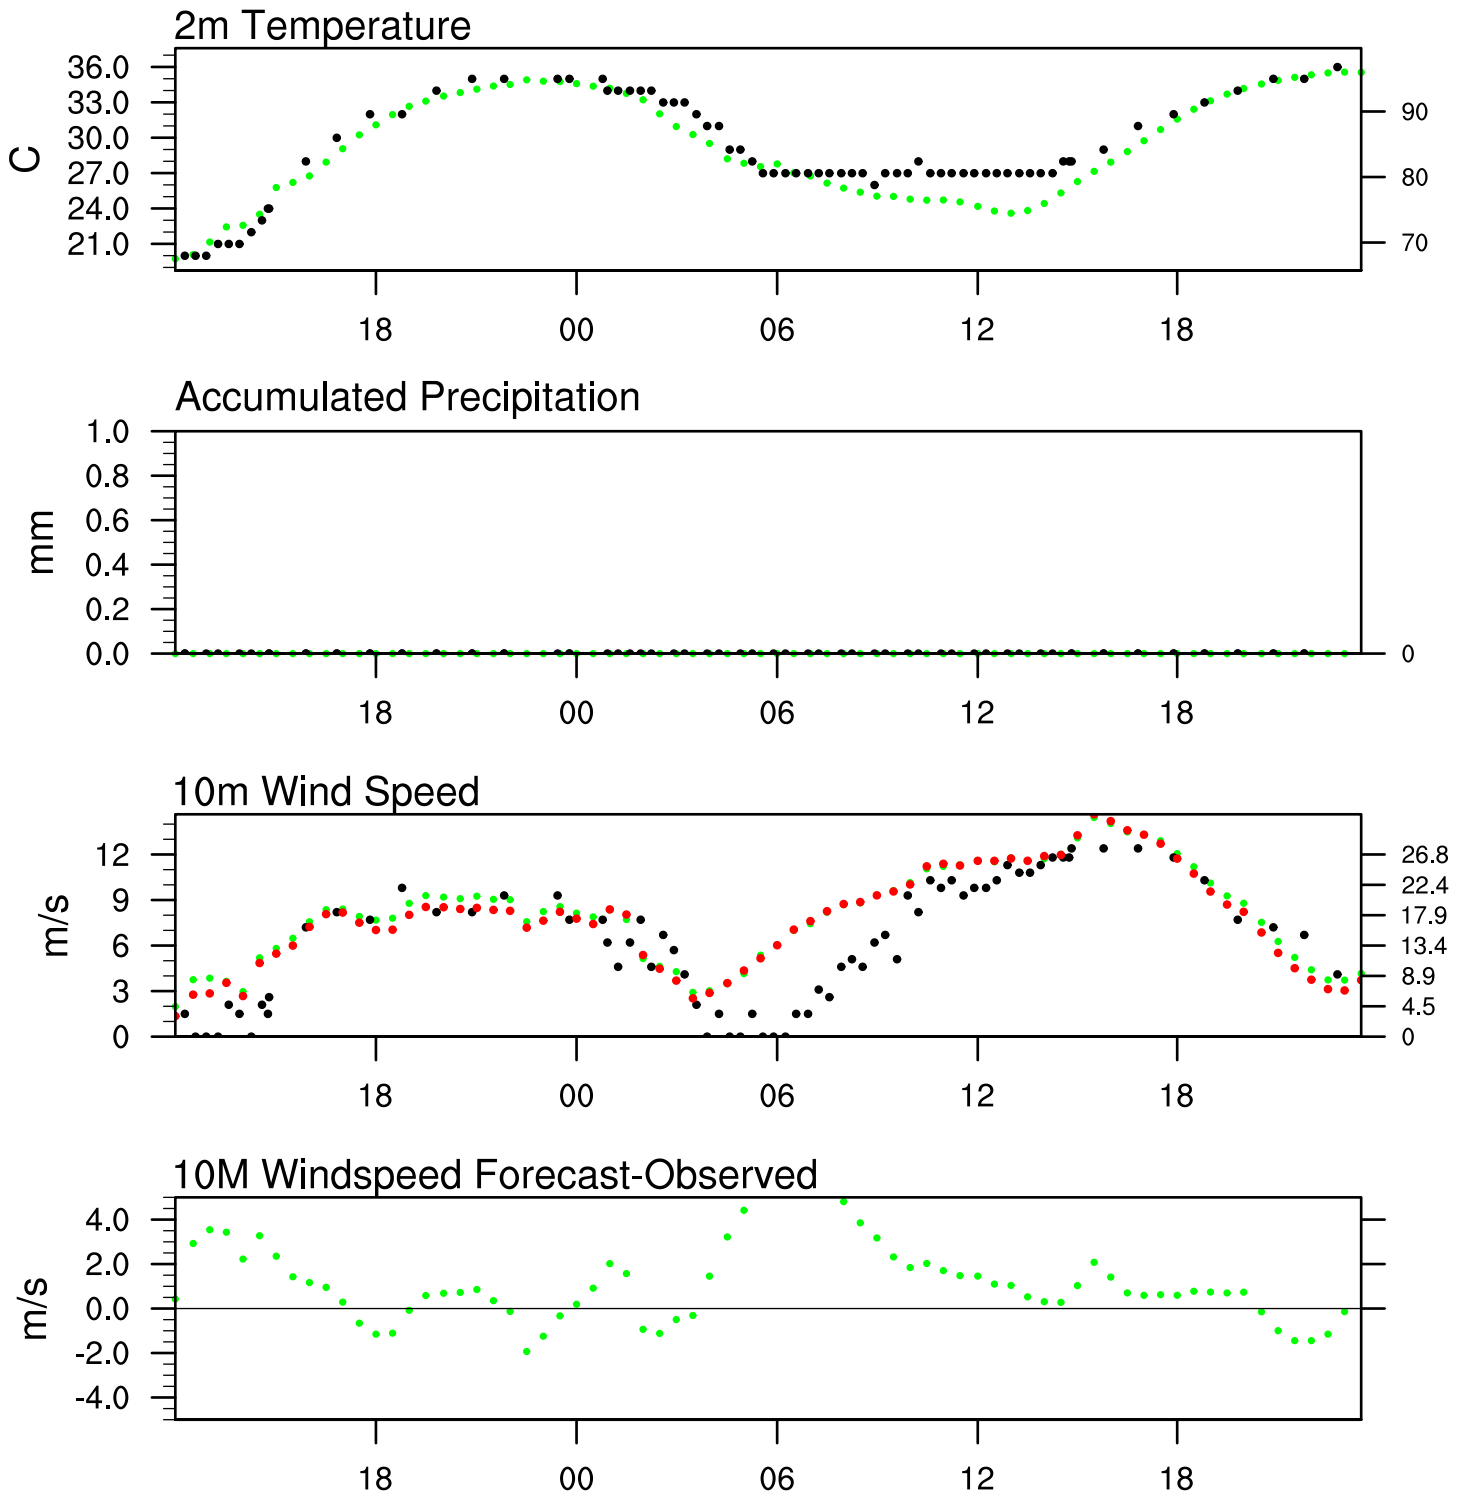 2m Temperature
36.0
33.0
30.0
27.0
24.0
21.0
C
90
80
70
18 00 06 12 18
Accumulated Precipitation
1.0
0.8
0.6
0.4
0.2
0.0
mm
0
18 00 06 12 18
10m Wind Speed
12
9
6
3
0
m/s
26.8
22.4
17.9
13.4
8.9
4.5
0
18 00 06 12 18
10M Windspeed Forecast-Observed
4.0
2.0
0.0
-2.0
-4.0
m/s
18 00 06 12 18